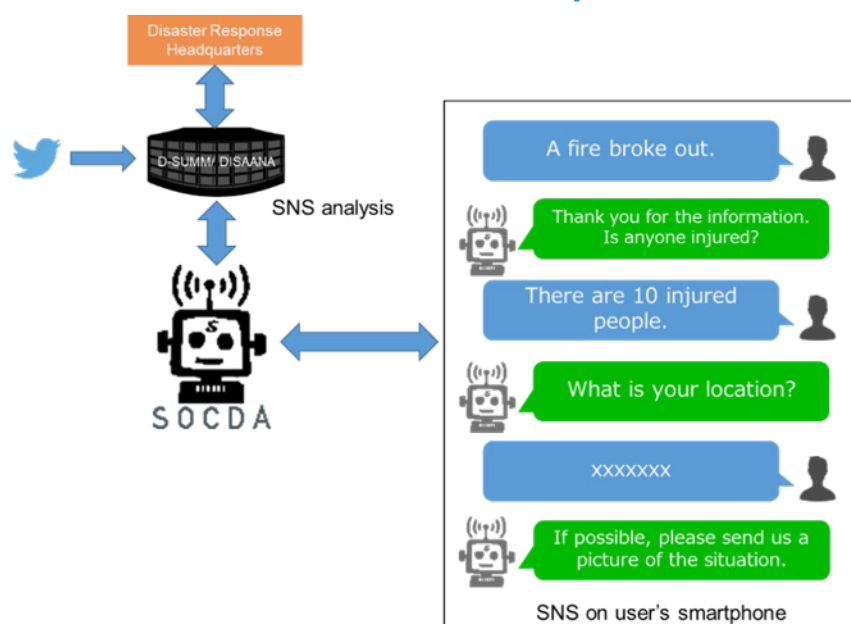 Disaster Response
Headquarters
D-SUMM/ DISAANA
SNS analysis
S
SOCDA
A fire broke out.
Thank you for the information.
Is anyone injured?
There are 10 injured
people.
What is your location?
xxxxxxx
If possible, please send us a
picture of the situation.
SNS on user's smartphone